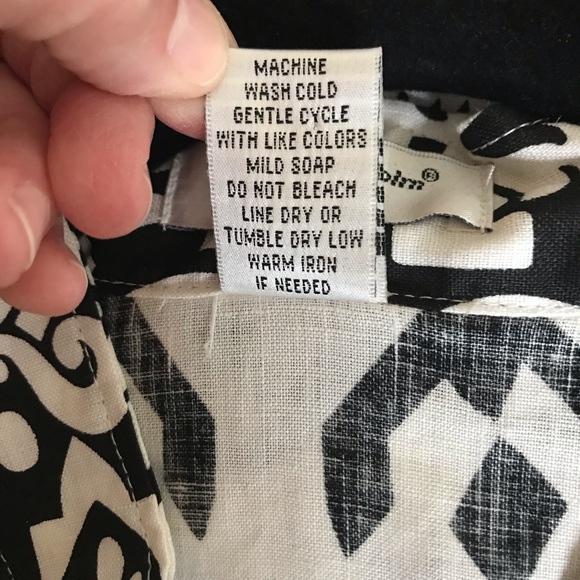 MACHINE
WASH COLD
GENTLE CYCLE
WITH LIKE COLORS
MILD SOAP
DO NOT BLEACH
LINE DRY OR
TUMBLE DRY LOW
WARM IRON
IF NEEDED